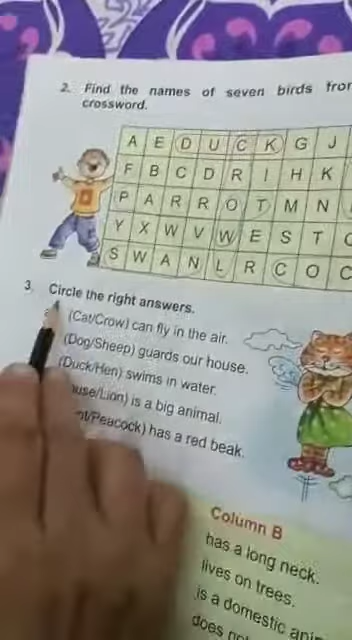 2. Find the names of seven birds
crossword.
A E D U C K G J
F B C D R I H K
P A R R O T M N
Y X W V W E S T
S W A N L R C O C
3. Circle the right answers.
(Cat/Crow) can fly in the air.
(Dog/Sheep) guards our house.
(Duck/Hen) swims in water.
/Lion) is a big animal.
/Peacock) has a red beak.
Column B
has a long neck.
lives on trees.
is a domestic
does